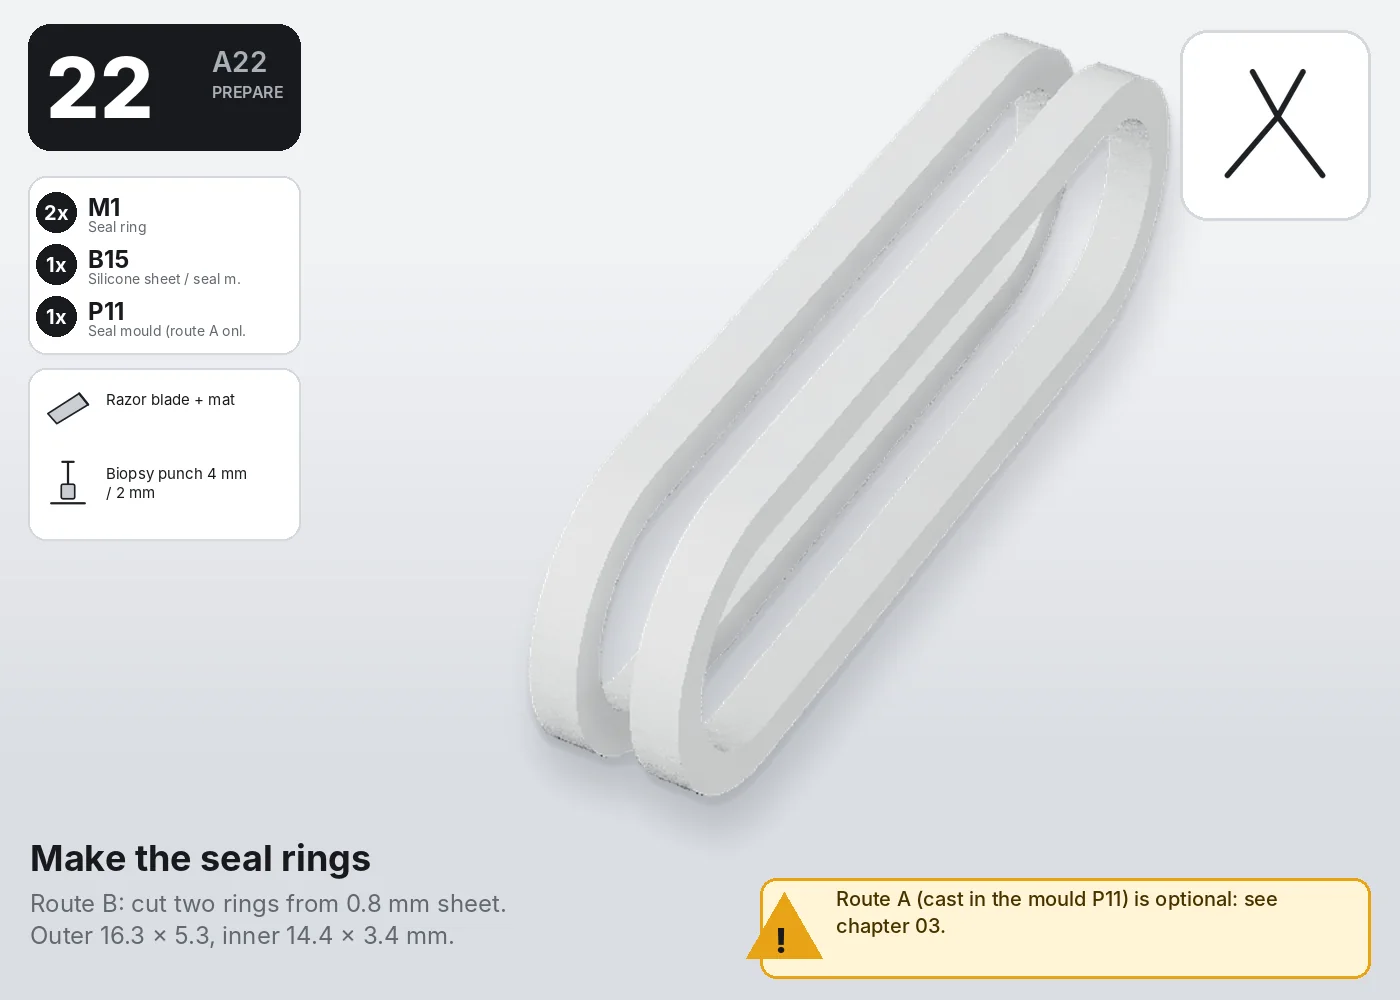 22
A22
PREPARE
2x
M1
Seal ring
1x
B15
Silicone sheet / seal m.
1x
P11
Seal mould (route A onl.
Razor blade + mat
Biopsy punch 4 mm
/ 2 mm
Make the seal rings
Route B: cut two rings from 0.8 mm sheet.
Outer 16.3 × 5.3, inner 14.4 × 3.4 mm.
!
Route A (cast in the mould P11) is optional: see
chapter 03.